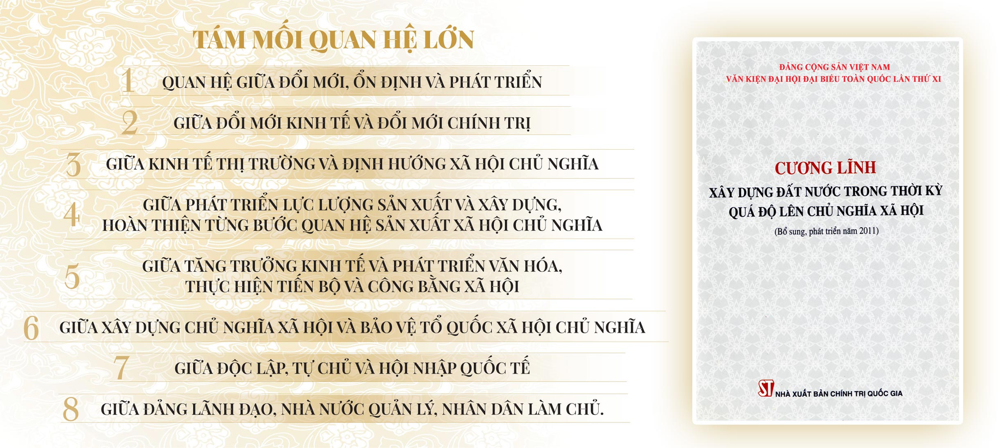 TÁM MỐI QUAN HỆ LỚN
1 QUAN HỆ GIỮA ĐỔI MỚI, ỔN ĐỊNH VÀ PHÁT TRIỂN
2 GIỮA ĐỔI MỚI KINH TẾ VÀ ĐỔI MỚI CHÍNH TRỊ
3 GIỮA KINH TẾ THỊ TRƯỜNG VÀ ĐỊNH HƯỚNG XÃ HỘI CHỦ NGHĨA
4 GIỮA PHÁT TRIỂN LỰC LƯỢNG SẢN XUẤT VÀ XÂY DỰNG,
HOÀN THIỆN TỪNG BƯỚC QUAN HỆ SẢN XUẤT XÃ HỘI CHỦ NGHĨA
5 GIỮA TĂNG TRƯỞNG KINH TẾ VÀ PHÁT TRIỂN VĂN HÓA,
THỰC HIỆN TIẾN BỘ VÀ CÔNG BẰNG XÃ HỘI
6 GIỮA XÂY DỰNG CHỦ NGHĨA XÃ HỘI VÀ BẢO VỆ TỔ QUỐC XÃ HỘI CHỦ NGHĨA
7 GIỮA ĐỘC LẬP, TỰ CHỦ VÀ HỘI NHẬP QUỐC TẾ
8 GIỮA ĐẢNG LÃNH ĐẠO, NHÀ NƯỚC QUẢN LÝ, NHÂN DÂN LÀM CHỦ.
ĐẢNG CỘNG SẢN VIỆT NAM
VĂN KIỆN ĐẠI HỘI ĐẠI BIỂU TOÀN QUỐC LẦN THỨ XI
CƯƠNG LĨNH
XÂY DỰNG ĐẤT NƯỚC TRONG THỜI KỲ
QUÁ ĐỘ LÊN CHỦ NGHĨA XÃ HỘI
(Bổ sung, phát triển năm 2011)
ST NHÀ XUẤT BẢN CHÍNH TRỊ QUỐC GIA